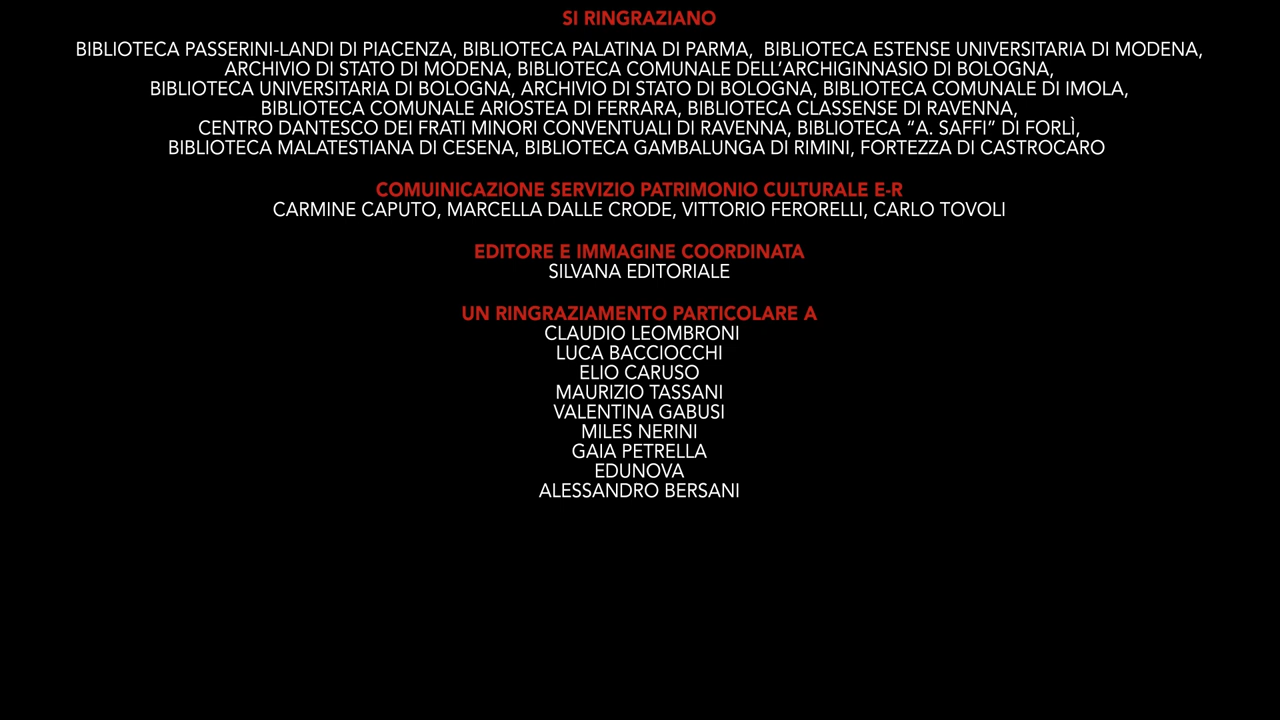 SI RINGRAZIANO
BIBLIOTECA PASSERINI-LANDI DI PIACENZA, BIBLIOTECA PALATINA DI PARMA, BIBLIOTECA ESTENSE UNIVERSITARIA DI MODENA,
ARCHIVIO DI STATO DI MODENA, BIBLIOTECA COMUNALE DELL’ARCHIGINNASIO DI BOLOGNA,
BIBLIOTECA UNIVERSITARIA DI BOLOGNA, ARCHIVIO DI STATO DI BOLOGNA, BIBLIOTECA COMUNALE DI IMOLA,
BIBLIOTECA COMUNALE ARIOSTEA DI FERRARA, BIBLIOTECA CLASSENSE DI RAVENNA,
CENTRO DANTESCO DEI FRATI MINORI CONVENTUALI DI RAVENNA, BIBLIOTECA “A. SAFFI” DI FORLÌ,
BIBLIOTECA MALATESTIANA DI CESENA, BIBLIOTECA GAMBALUNGA DI RIMINI, FORTEZZA DI CASTROCARO
COMUINICAZIONE SERVIZIO PATRIMONIO CULTURALE E-R
CARMINE CAPUTO, MARCELLA DALLE CRODE, VITTORIO FERORELLI, CARLO TOVOLI
EDITORE E IMMAGINE COORDINATA
SILVANA EDITORIALE
UN RINGRAZIAMENTO PARTICOLARE A
CLAUDIO LEOMBRONI
LUCA BACCIOCCHI
ELIO CARUSO
MAURIZIO TASSANI
VALENTINA GABUSI
MILES NERINI
GAIA PETRELLA
EDUNOVA
ALESSANDRO BERSANI